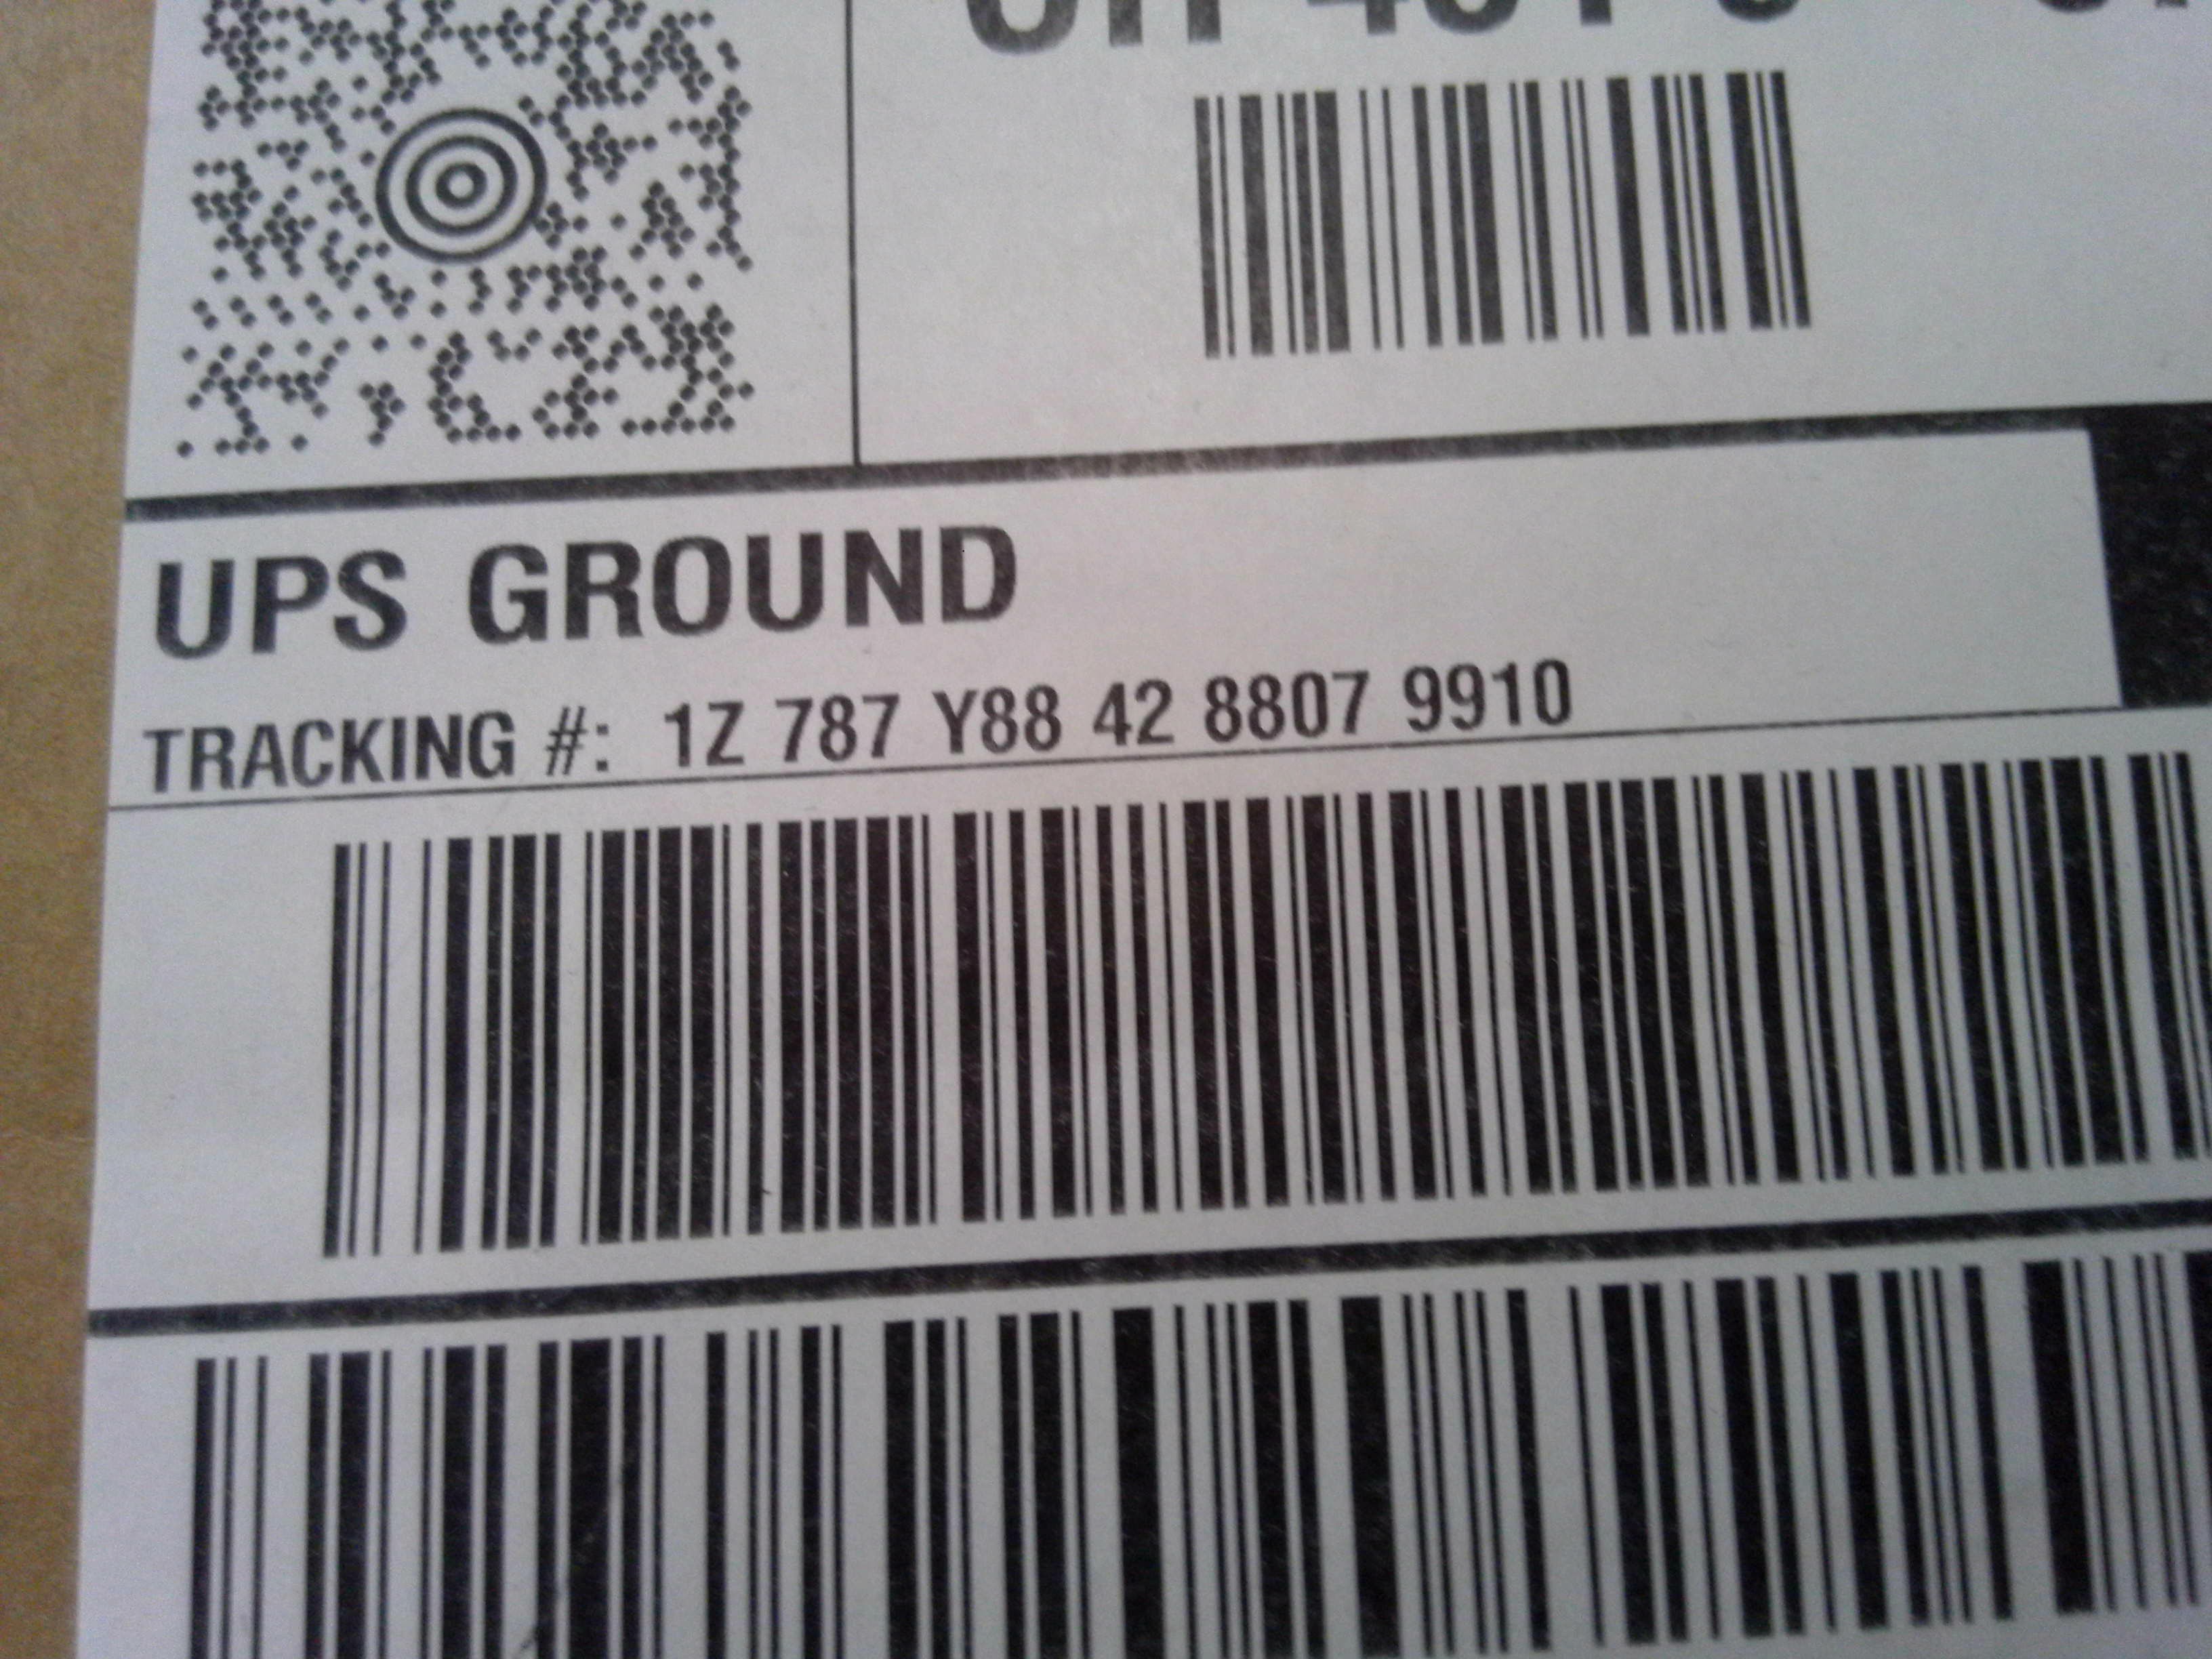 UPS GROUND
TRACKING #: 1Z 787 Y88 42 8807 9910